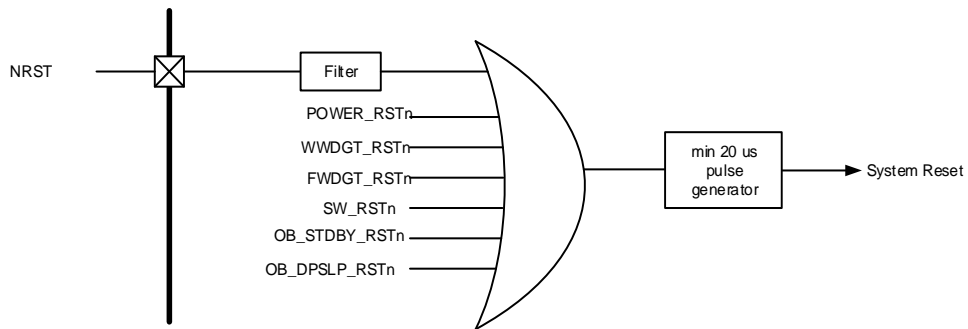 NRST
Filter
POWER_RSTn
WWDGT_RSTn
FWDGT_RSTn
SW_RSTn
OB_STDBY_RSTn
OB_DPSLP_RSTn
min 20 us
pulse
generator
System Reset